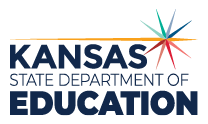 KANSAS
STATE DEPARTMENT OF
EDUCATION